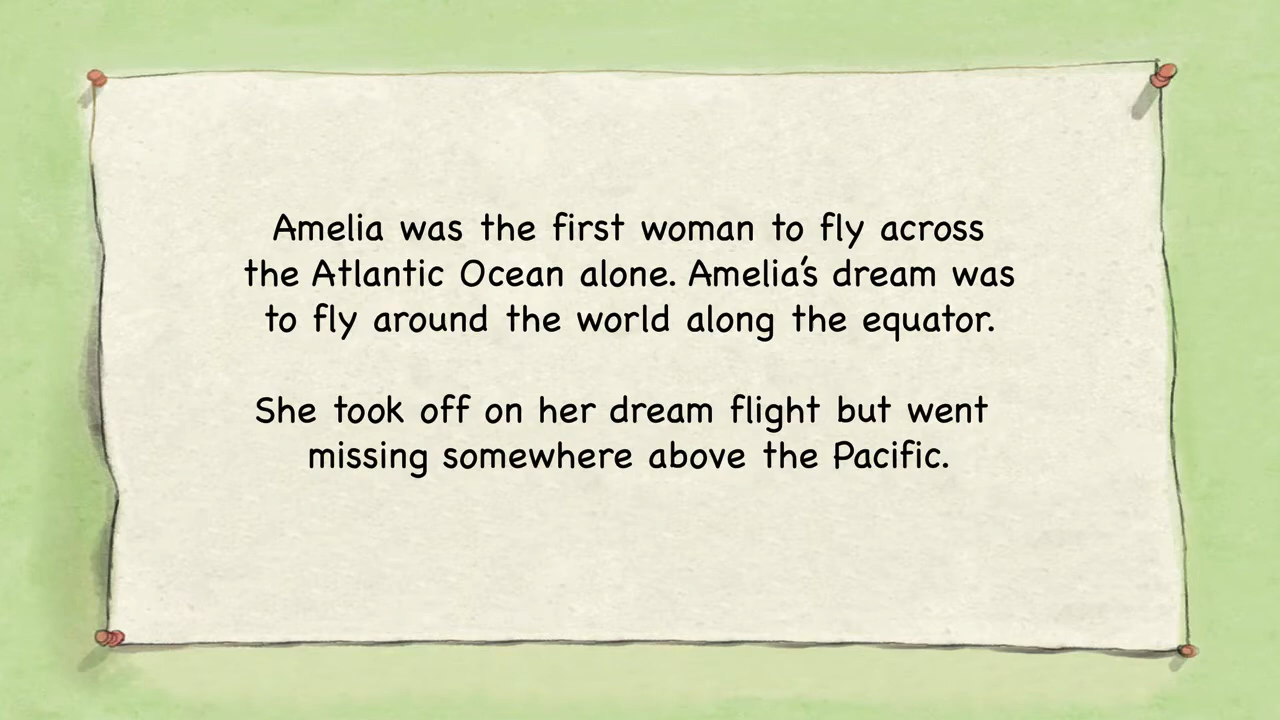 Amelia was the first woman to fly across
the Atlantic Ocean alone. Amelia's dream was
to fly around the world along the equator.
She took off on her dream flight but went
missing somewhere above the Pacific.